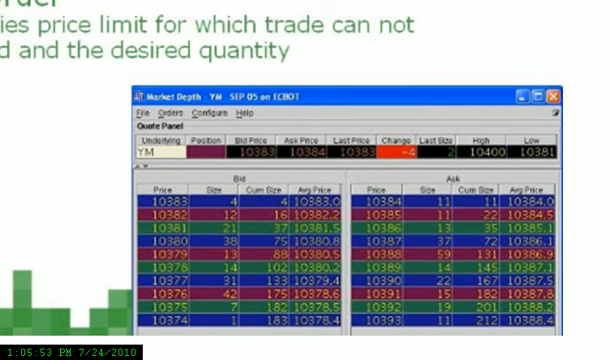 ies price limit for which trade can not
d and the desired quantity
Market Depth - YM SEP 05 on ECBOT
File Orders Configure Help
Quote Panel
Underlying Position Bid Price Ask Price Last Price Change Last Size High Low
YM 10383 10384 10383 -4 2 10400 10381
Bid Ask
Price Size Cum Size Avg Price Price Size Cum Size Avg Price
10383 4 4 10383.0 10384 11 11 10384.0
10382 12 16 10382.2 10385 11 22 10384.5
10381 21 37 10381.5 10386 13 35 10385.1
10380 38 75 10380.8 10387 37 72 10386.1
10379 13 88 10380.5 10388 59 131 10386.9
10378 14 102 10380.2 10389 14 145 10387.1
10377 31 133 10379.4 10390 22 167 10387.5
10376 42 175 10378.6 10391 15 182 10387.8
10375 7 182 10378.5 10392 19 201 10388.2
10374 1 183 10378.4 10393 11 212 10388.4
1:05:53 PM 7/24/2010